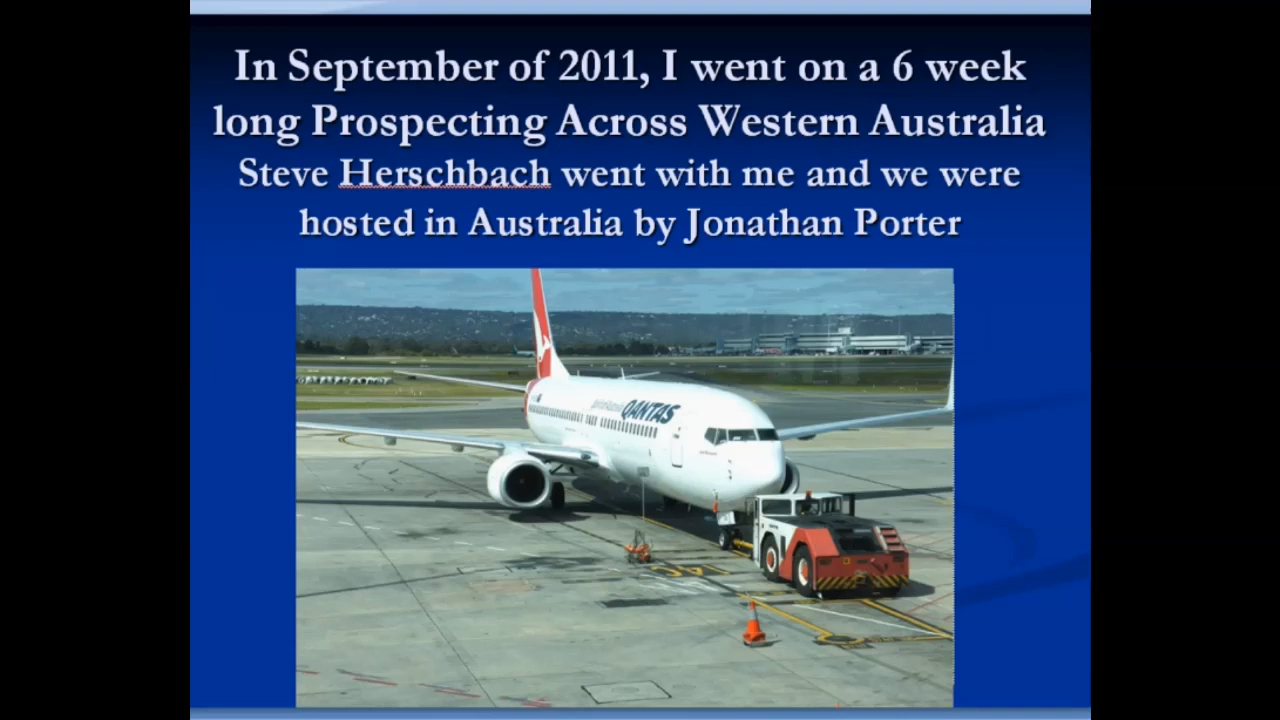 In September of 2011, I went on a 6 week
long Prospecting Across Western Australia
Steve Herschbach went with me and we were
hosted in Australia by Jonathan Porter
QANTAS